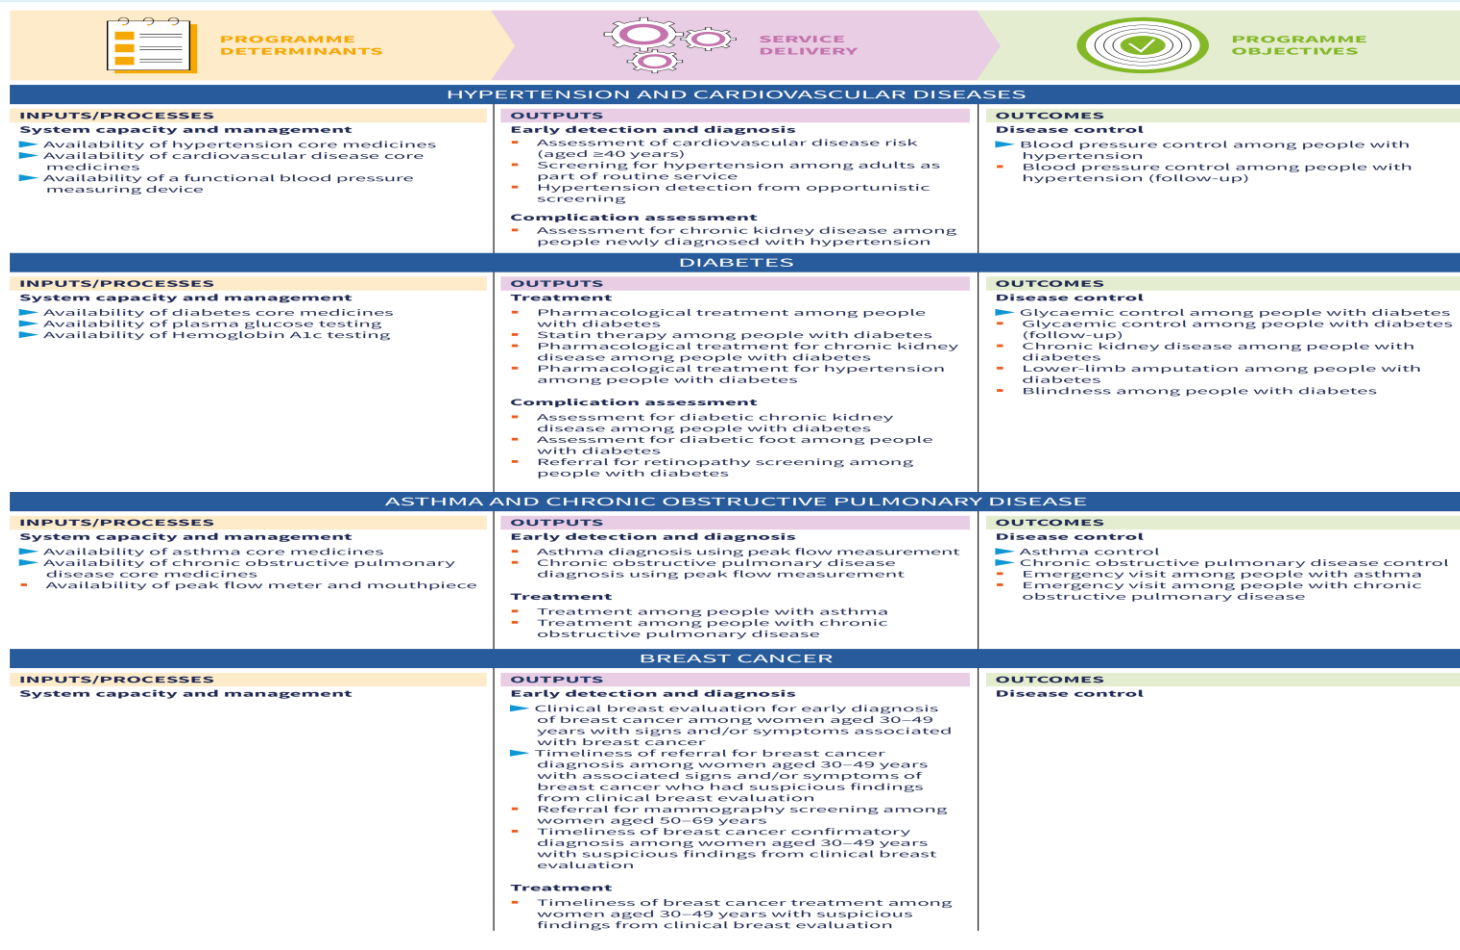 PROGRAMME
DETERMINANTS
SERVICE
DELIVERY
PROGRAMME
OBJECTIVES
HYPERTENSION AND CARDIOVASCULAR DISEASES
INPUTS/PROCESSES
System capacity and management
Availability of hypertension core medicines
Availability of cardiovascular disease core
medicines
Availability of a functional blood pressure
measuring device
OUTPUTS
Early detection and diagnosis
Assessment of cardiovascular disease risk
(aged ≥40 years)
Screening for hypertension among adults as
part of routine service
Hypertension detection from opportunistic
screening
Complication assessment
Assessment for chronic kidney disease among
people newly diagnosed with hypertension
OUTCOMES
Disease control
Blood pressure control among people with
hypertension
Blood pressure control among people with
hypertension (follow-up)
DIABETES
INPUTS/PROCESSES
System capacity and management
Availability of diabetes core medicines
Availability of plasma glucose testing
Availability of Hemoglobin A1c testing
OUTPUTS
Treatment
Pharmacological treatment among people
with diabetes
Statin therapy among people with diabetes
Pharmacological treatment for chronic kidney
disease among people with diabetes
Pharmacological treatment for hypertension
among people with diabetes
Complication assessment
Assessment for diabetic chronic kidney
disease among people with diabetes
Assessment for diabetic foot among people
with diabetes
Referral for retinopathy screening among
people with diabetes
OUTCOMES
Disease control
Glycaemic control among people with diabetes
Glycaemic control among people with diabetes
(follow-up)
Chronic kidney disease among people with
diabetes
Lower-limb amputation among people with
diabetes
Blindness among people with diabetes
ASTHMA AND CHRONIC OBSTRUCTIVE PULMONARY DISEASE
INPUTS/PROCESSES
System capacity and management
Availability of asthma core medicines
Availability of chronic obstructive pulmonary
disease core medicines
Availability of peak flow meter and mouthpiece
OUTPUTS
Early detection and diagnosis
Asthma diagnosis using peak flow measurement
Chronic obstructive pulmonary disease
diagnosis using peak flow measurement
Treatment
Treatment among people with asthma
Treatment among people with chronic
obstructive pulmonary disease
OUTCOMES
Disease control
Asthma control
Chronic obstructive pulmonary disease control
Emergency visit among people with asthma
Emergency visit among people with chronic
obstructive pulmonary disease
BREAST CANCER
INPUTS/PROCESSES
System capacity and management
OUTPUTS
Early detection and diagnosis
Clinical breast evaluation for early diagnosis
of breast cancer among women aged 30–49
years with signs and/or symptoms associated
with breast cancer
Timeliness of referral for breast cancer
diagnosis among women aged 30–49 years
with associated signs and/or symptoms of
breast cancer who had suspicious findings
from clinical breast evaluation
Referral for mammography screening among
women aged 50–69 years
Timeliness of breast cancer confirmatory
diagnosis among women aged 30–49 years
with suspicious findings from clinical breast
evaluation
Treatment
Timeliness of breast cancer treatment among
women aged 30–49 years with suspicious
findings from clinical breast evaluation
OUTCOMES
Disease control